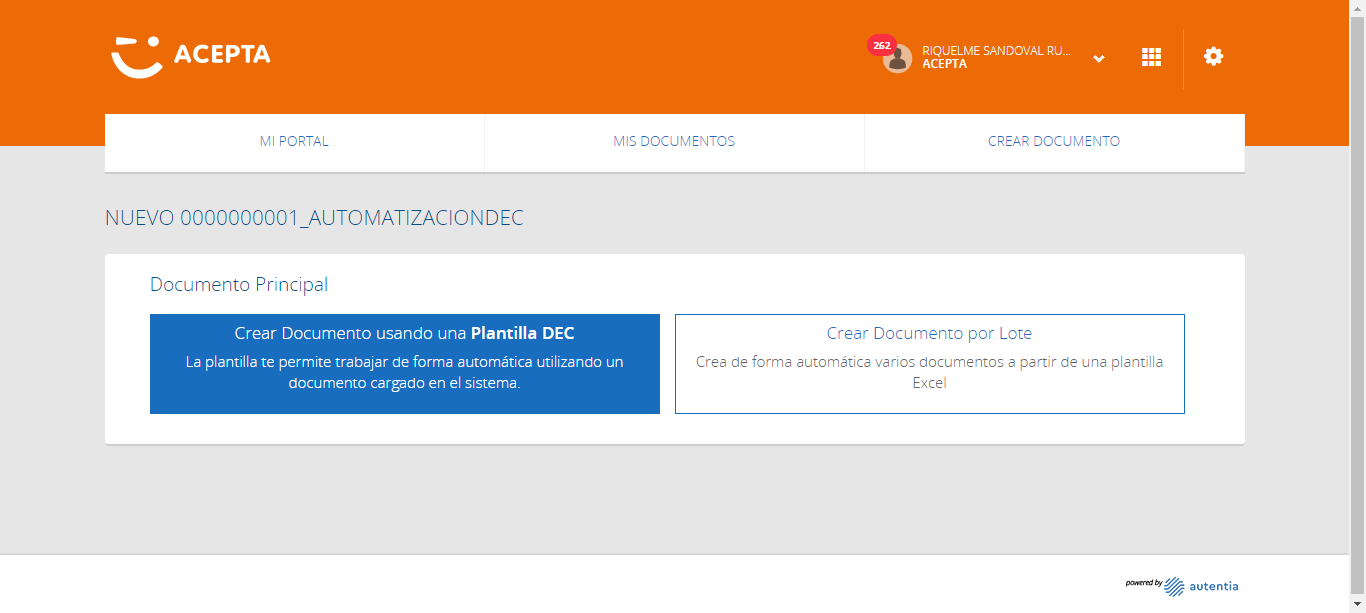 ACEPTA
262
RIQUELME SANDOVAL RU...
ACEPTA
MI PORTAL
MIS DOCUMENTOS
CREAR DOCUMENTO
NUEVO 0000000001_AUTOMATIZACIONDEC
Documento Principal
Crear Documento usando una Plantilla DEC
La plantilla te permite trabajar de forma automática utilizando un
documento cargado en el sistema.
Crear Documento por Lote
Crea de forma automática varios documentos a partir de una plantilla
Excel
powered by autentia